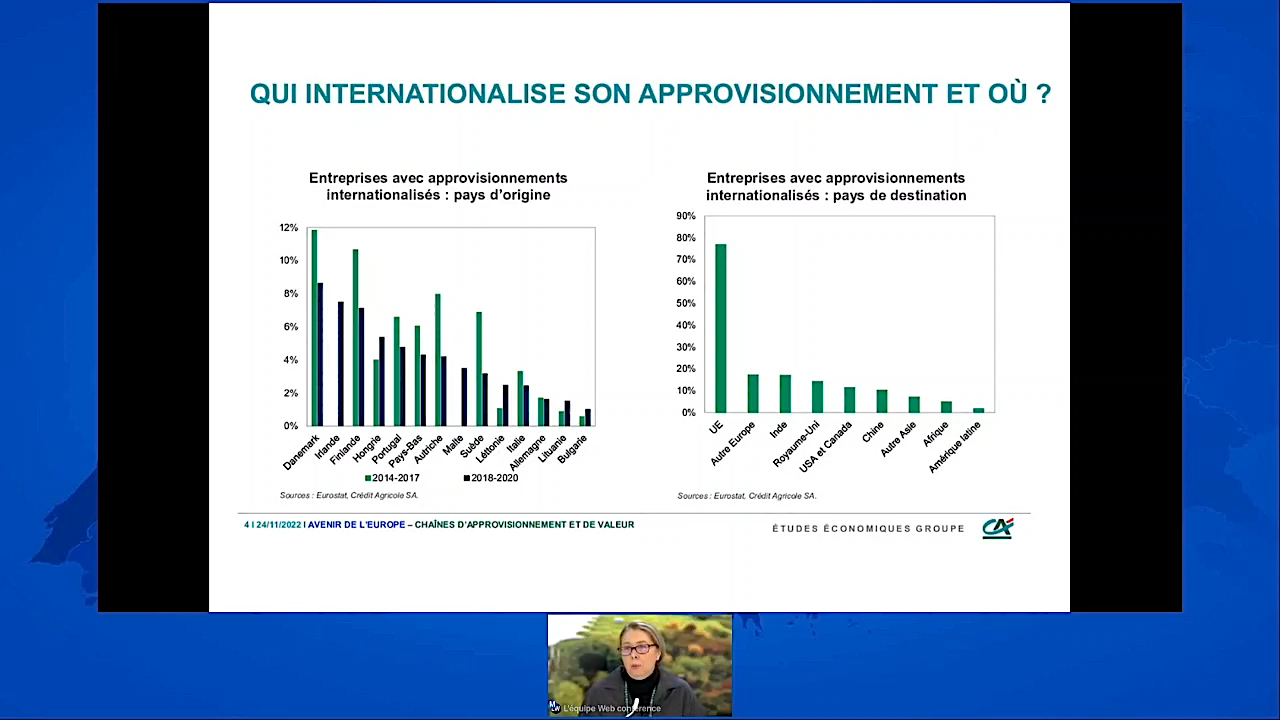 QUI INTERNATIONALISE SON APPROVISIONNEMENT ET OÙ ?
Entreprises avec approvisionnements
internationalisés : pays d'origine
12%
10%
8%
6%
4%
2%
0%
Danemark
Irlande
Finlande
Hongrie
Portugal
Pays-Bas
Autriche
Malte
Suède
Léttonie
Italie
Allemagne
Lituanie
Bulgarie
2014-2017
2018-2020
Sources : Eurostat, Crédit Agricole SA.
Entreprises avec approvisionnements
internationalisés : pays de destination
90%
80%
70%
60%
50%
40%
30%
20%
10%
0%
UE
Autre Europe
Inde
Royaume-Uni
USA et Canada
Chine
Autre Asie
Afrique
Amérique latine
Sources : Eurostat, Crédit Agricole SA.
4 I 24/11/2022 I AVENIR DE L'EUROPE – CHAÎNES D'APPROVISIONNEMENT ET DE VALEUR
ÉTUDES ÉCONOMIQUES GROUPE
CA
L'équipe Web conférence